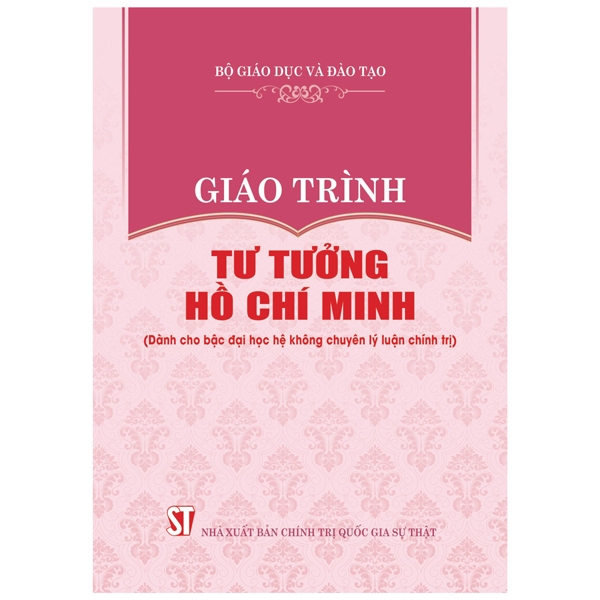 BỘ GIÁO DỤC VÀ ĐÀO TẠO
GIÁO TRÌNH
TƯ TƯỞNG
HỒ CHÍ MINH
(Dành cho bậc đại học hệ không chuyên lý luận chính trị)
ST
NHÀ XUẤT BẢN CHÍNH TRỊ QUỐC GIA SỰ THẬT